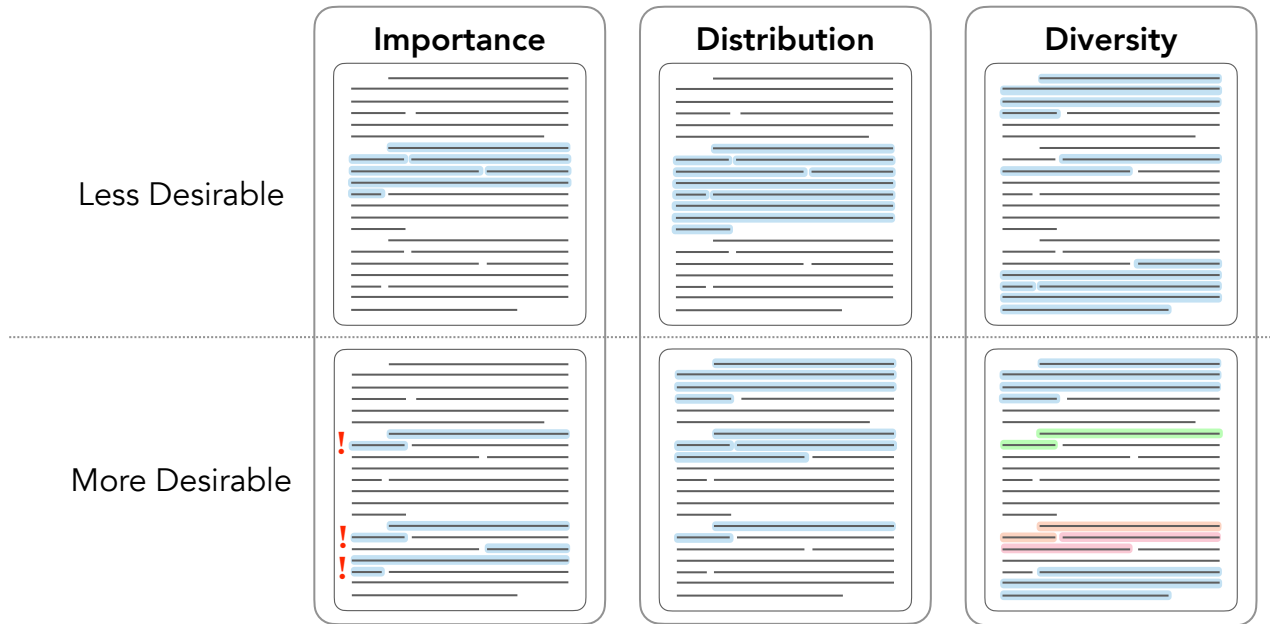 Importance
Distribution
Diversity
Less Desirable
More Desirable
!
!
!